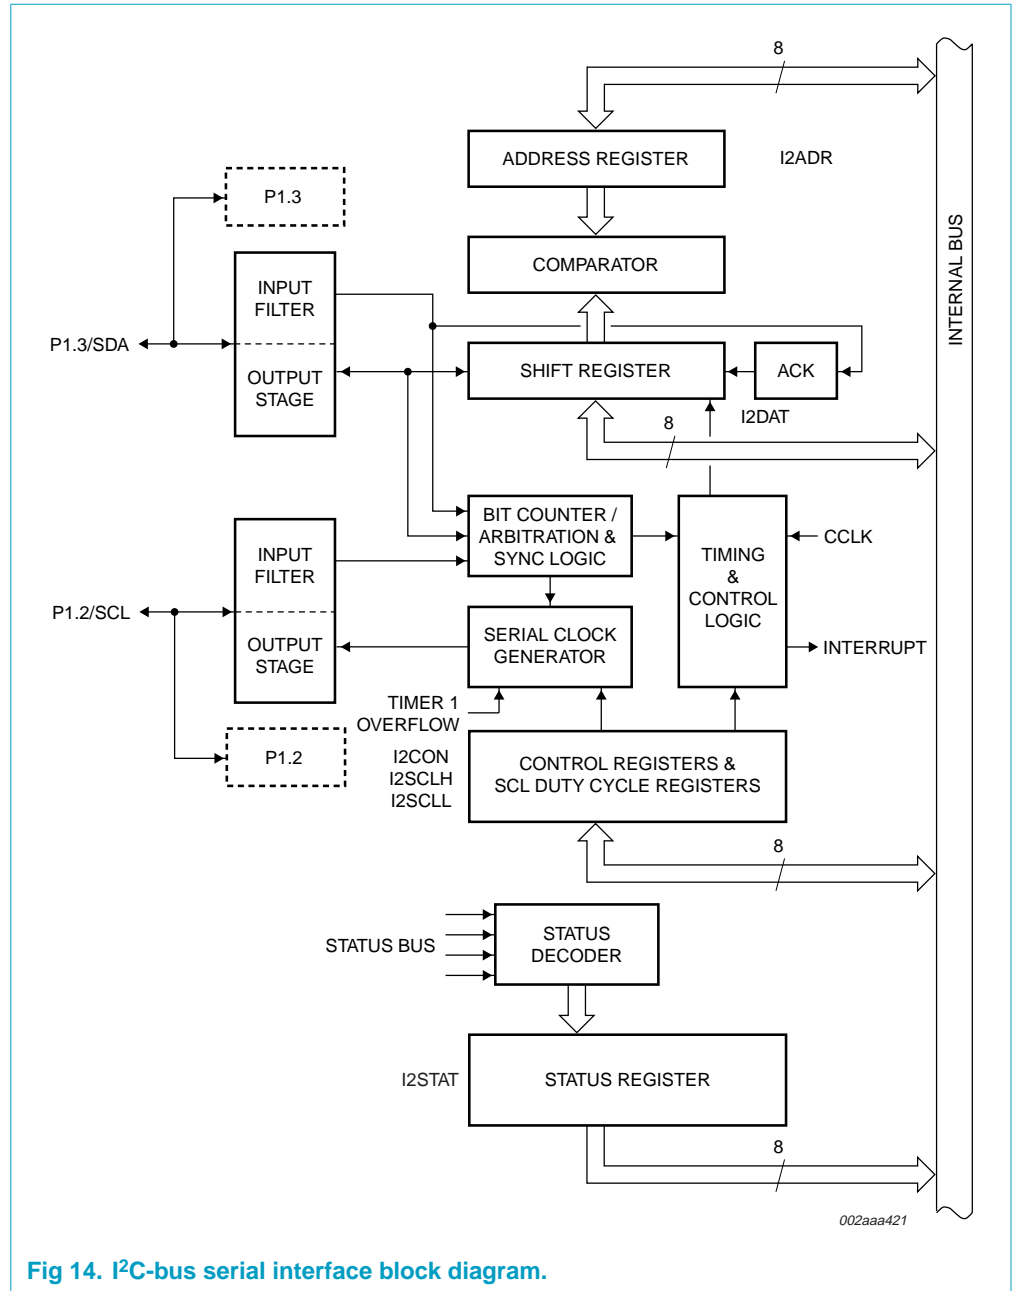 8
ADDRESS REGISTER
I2ADR
P1.3
INTERNAL BUS
COMPARATOR
INPUT
FILTER
P1.3/SDA
OUTPUT
STAGE
SHIFT REGISTER
ACK
I2DAT
8
BIT COUNTER /
ARBITRATION &
SYNC LOGIC
INPUT
FILTER
TIMING
&
CONTROL
LOGIC
CCLK
P1.2/SCL
OUTPUT
STAGE
SERIAL CLOCK
GENERATOR
INTERRUPT
TIMER 1
OVERFLOW
P1.2
I2CON
I2SCLH
I2SCLL
CONTROL REGISTERS &
SCL DUTY CYCLE REGISTERS
8
STATUS BUS
STATUS
DECODER
I2STAT
STATUS REGISTER
8
002aaa421
Fig 14. I²C-bus serial interface block diagram.